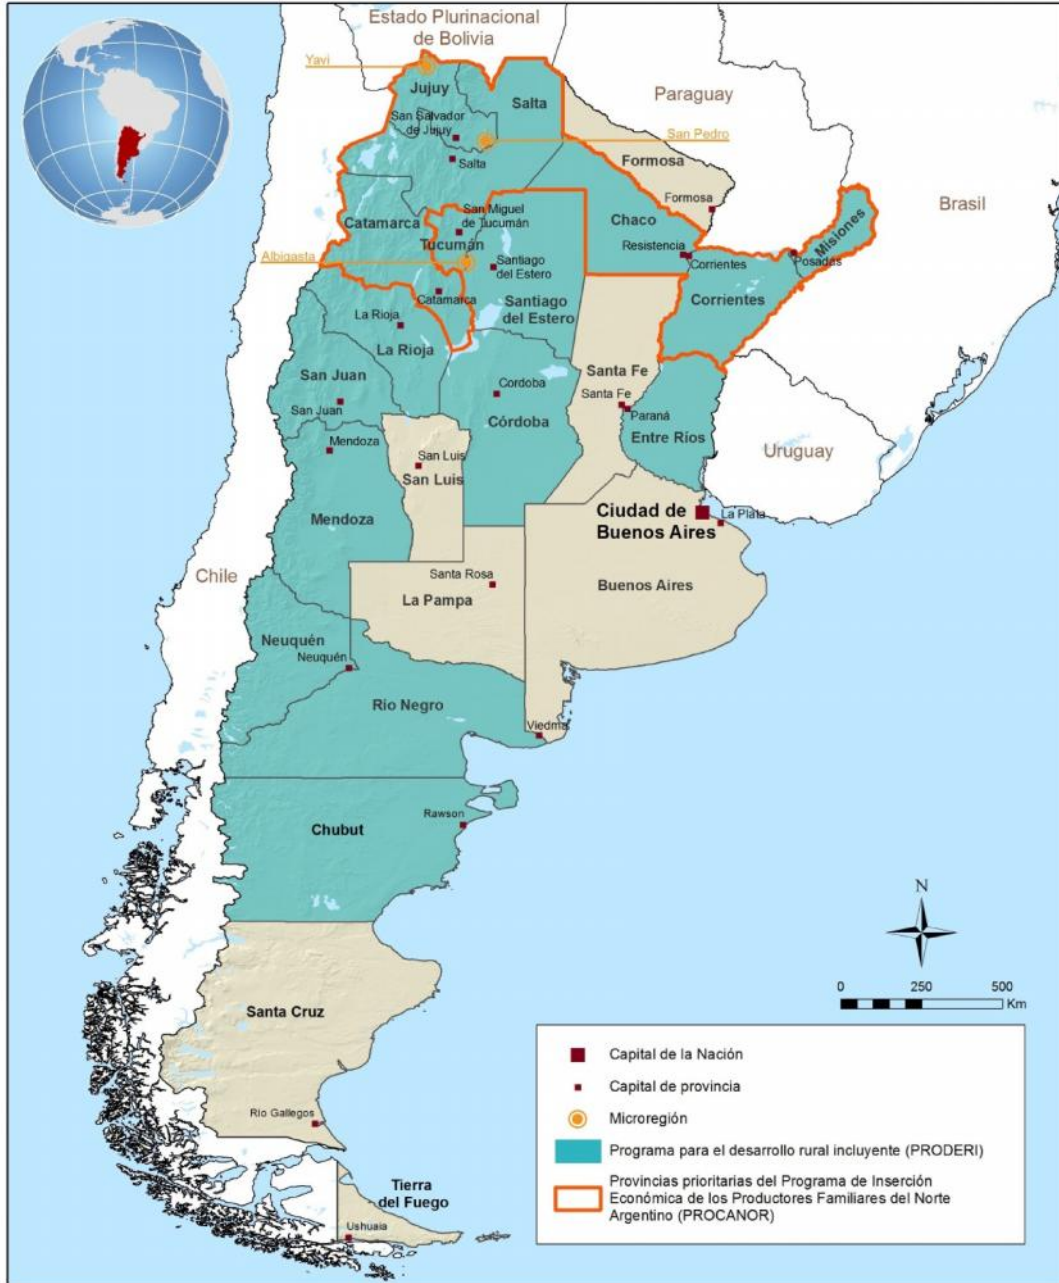 Estado Plurinacional
de Bolivia
Yavi
Jujuy
Salta
Paraguay
San Salvador
de Jujuy
San Pedro
Salta
Formosa
Formosa
Brasil
Catamarca
San Miguel
de Tucumán
Chaco
Misiones
Tucumán
Resistencia
Corrientes
Posadas
Albigasta
Santiago
del Estero
Catamarca
Santiago
del Estero
Corrientes
La Rioja
La Rioja
Santa Fe
San Juan
San Juan
Cordoba
Santa Fe
Paraná
Córdoba
Entre Ríos
Mendoza
San Luis
San Luis
Uruguay
Mendoza
Ciudad de
Buenos Aires
La Plata
Chile
Santa Rosa
La Pampa
Buenos Aires
Neuquén
Neuquén
Río Negro
Viedma
Rawson
Chubut
N
0 250 500
Km
Santa Cruz
Río Gallegos
Tierra
del Fuego
Ushuaia
Capital de la Nación
Capital de provincia
Microregión
Programa para el desarrollo rural incluyente (PRODERI)
Provincias prioritarias del Programa de Inserción
Económica de los Productores Familiares del Norte
Argentino (PROCANOR)